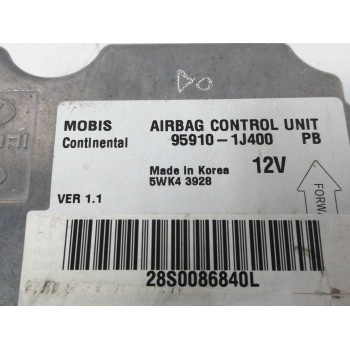 MOBIS AIRBAG CONTROL UNIT
Continental 95910-1J400 PB
Made in Korea 12V
5WK4 3928
VER 1.1
28S0086840L